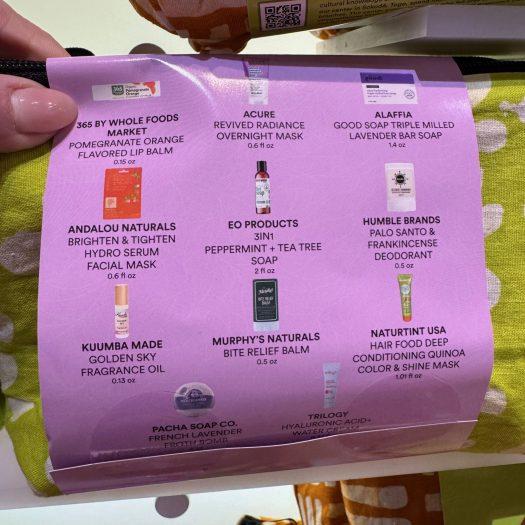 365 BY WHOLE FOODS
MARKET
POMEGRANATE ORANGE
FLAVORED LIP BALM
0.15 oz
ACURE
REVIVED RADIANCE
OVERNIGHT MASK
0.6 fl oz
ALAFFIA
GOOD SOAP TRIPLE MILLED
LAVENDER BAR SOAP
1.4 oz
ANDALOU NATURALS
BRIGHTEN & TIGHTEN
HYDRO SERUM
FACIAL MASK
0.6 fl oz
EO PRODUCTS
3IN1
PEPPERMINT + TEA TREE
SOAP
2 fl oz
HUMBLE BRANDS
PALO SANTO &
FRANKINCENSE
DEODORANT
0.5 oz
KUUMBA MADE
GOLDEN SKY
FRAGRANCE OIL
0.13 oz
MURPHY'S NATURALS
BITE RELIEF BALM
0.5 oz
NATURTINT USA
HAIR FOOD DEEP
CONDITIONING QUINOA
COLOR & SHINE MASK
1.01 fl oz
PACHA SOAP CO.
FRENCH LAVENDER
FROTH BOMB
TRILOGY
HYALURONIC ACID+
WATER CREAM